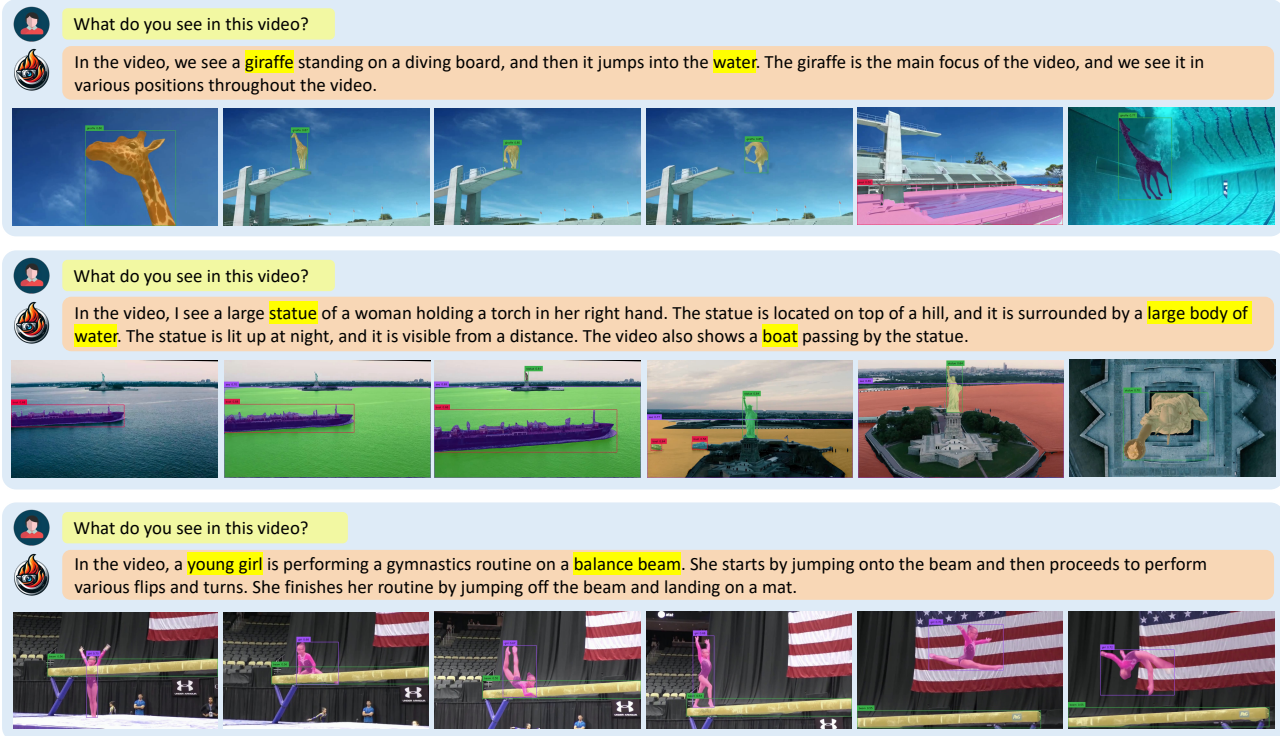 What do you see in this video?
In the video, we see a giraffe standing on a diving board, and then it jumps into the water. The giraffe is the main focus of the video, and we see it in
various positions throughout the video.
What do you see in this video?
In the video, I see a large statue of a woman holding a torch in her right hand. The statue is located on top of a hill, and it is surrounded by a large body of
water. The statue is lit up at night, and it is visible from a distance. The video also shows a boat passing by the statue.
What do you see in this video?
In the video, a young girl is performing a gymnastics routine on a balance beam. She starts by jumping onto the beam and then proceeds to perform
various flips and turns. She finishes her routine by jumping off the beam and landing on a mat.